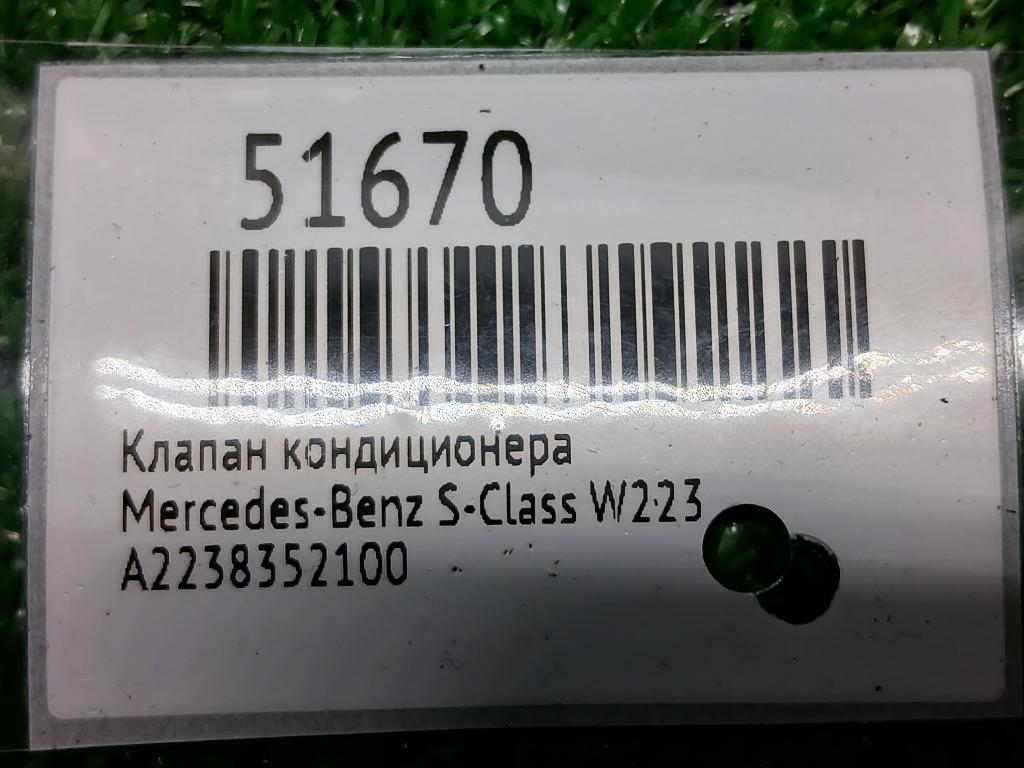 51670
Клапан кондиционера
Mercedes-Benz S-Class W223
A2238352100